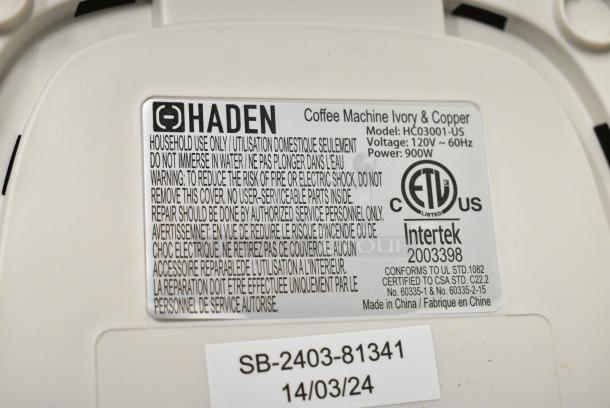 HADEN
Coffee Machine Ivory & Copper
Model: HC03001-US
Voltage: 120V ~ 60Hz
Power: 900W
HOUSEHOLD USE ONLY / UTILISATION DOMESTIQUE SEULEMENT
DO NOT IMMERSE IN WATER / NE PAS PLONGER DANS L'EAU
WARNING: TO REDUCE THE RISK OF FIRE OR ELECTRIC SHOCK, DO NOT
REMOVE THIS COVER. NO USER-SERVICEABLE PARTS INSIDE.
REPAIR SHOULD BE DONE BY AUTHORIZED SERVICE PERSONNEL ONLY.
AVERTISSEMNET: EN VUE DE REDUIRE LE RISQUE D'INCENDIE OU DE
CHOC ELECTRIQUE NE RETIREZ PAS LE COUVERCLE. AUCUN
ACCESSOIRE REPARABLEDE L'UTILISATION A L'INTERIEUR.
LA REPARATION DOIT ETRE EFFECTUEE UNIQUEMENT PAR LE
PERSONNEL DE SERVICE AUTORISE.
C ETL US
LISTED
Intertek
2003398
CONFORMS TO UL STD.1082
CERTIFIED TO CSA STD. C22.2
No. 60335-1 & No. 60335-2-15
Made in China / Fabrique en Chine
SB-2403-81341
14/03/24